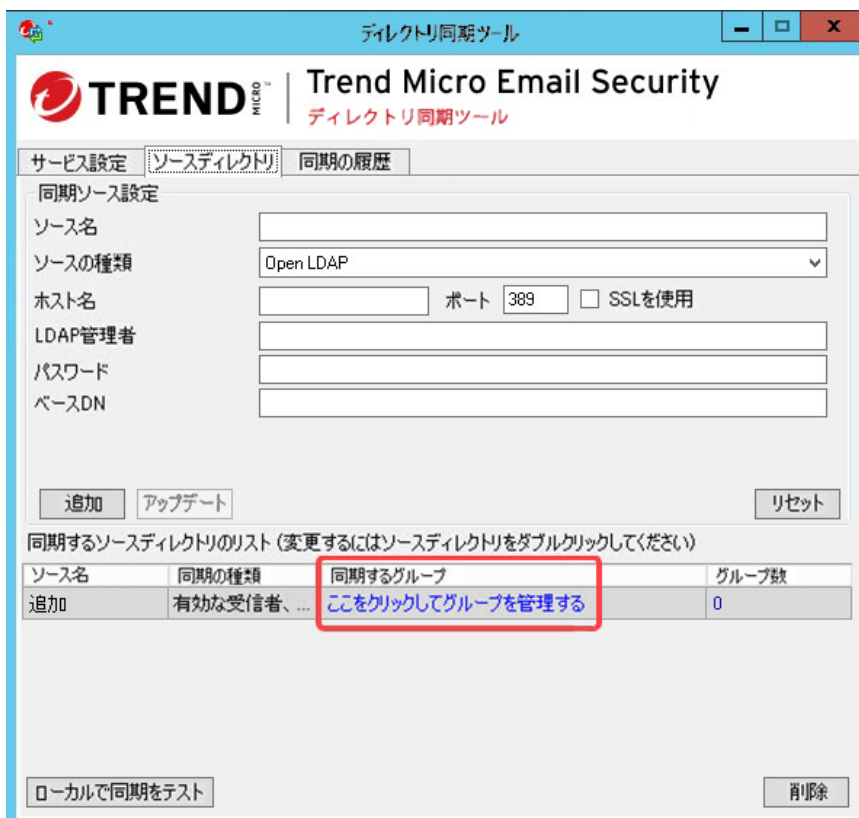 ディレクトリ同期ツール
TREND MICRO™ Trend Micro Email Security
ディレクトリ同期ツール
サービス設定 ソースディレクトリ 同期の履歴
同期ソース設定
ソース名
ソースの種類 Open LDAP
ホスト名 ポート 389 SSLを使用
LDAP管理者
パスワード
ベースDN
追加 アップデート リセット
同期するソースディレクトリのリスト (変更するにはソースディレクトリをダブルクリックしてください)
ソース名 同期の種類 同期するグループ グループ数
追加 有効な受信者、... ここをクリックしてグループを管理する 0
ローカルで同期をテスト 削除